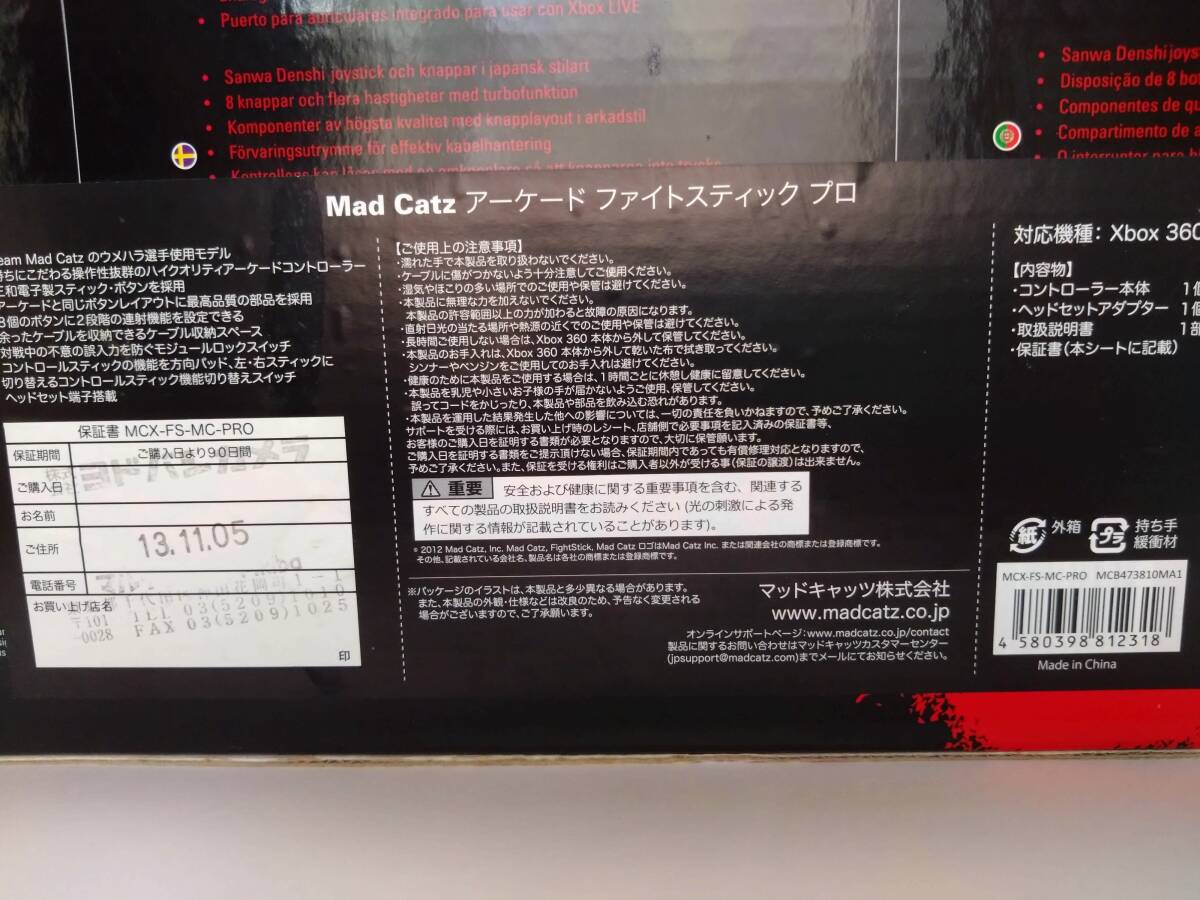 Puerto para auriculares integrado para usar con Xbox LIVE
• Sanwa Denshi joystick och knappar i japansk stilart
• 8 knappar och flera hastigheter med turbofunktion
• Komponenter av högsta kvalitet med knapplayout i arkadstil
• Förvaringsutrymme för effektiv kabelhantering
• Sanwa Denshi joys
• Disposição de 8 bo
• Componentes de qu
• Compartimento de a
Mad Catz アーケード ファイトスティック プロ
eam Mad Catz のウメハラ選手使用モデル
ちにこだわる操作性抜群のハイクオリティアーケードコントローラー
三和電子製スティック・ボタンを採用
アーケードと同じボタンレイアウトに最高品質の部品を採用
8個のボタンに2段階の連射機能を設定できる
余ったケーブルを収納できるケーブル収納スペース
対戦中の不意の誤入力を防ぐモジュールロックスイッチ
コントロールスティックの機能を方向パッド、左・右スティックに
切り替えるコントロールスティック機能切り替えスイッチ
ヘッドセット端子搭載
保証書 MCX-FS-MC-PRO
保証期間 ご購入日より90日間
ご購入日
株式会社ヨドバシカメラ
お名前
ご住所
13.11.05
電話番号
お買い上げ店名
〒101-0028
TEL 03(5209)1010
FAX 03(5209)1025
印
【ご使用上の注意事項】
・濡れた手で本製品を取り扱わないでください。
・ケーブルに傷がつかないよう十分注意してご使用ください。
・湿気やほこりの多い場所でのご使用や保管は避けてください。
・本製品に無理な力を加えないでください。
本製品の許容範囲以上の力が加わると故障の原因になります。
・直射日光の当たる場所や熱源の近くでのご使用や保管は避けてください。
・長時間ご使用しない場合は、Xbox 360 本体から外して保管してください。
・本製品のお手入れは、Xbox 360 本体から外して乾いた布で拭き取ってください。
シンナーやベンジンをご使用してのお手入れは避けてください。
・健康のために本製品をご使用する場合は、1時間ごとに休憩し健康に留意してください。
・本製品を乳児や小さいお子様の手が届かないようご使用、保管してください。
誤ってコードをかじったり、本製品や部品を飲み込む恐れがあります。
・本製品を運用した結果発生した他への影響については、一切の責任を負いかねますので、予めご了承ください。
サポートを受ける際には、お買い上げ時のレシート、店舗側で必要事項を記入済みの保証書等、
お客様のご購入日を証明する書類が必要となりますので、大切に保管願います。
ご購入日を証明する書類をご提示頂けない場合、保証期間内であっても有償修理対応となりますので、
予めご了承ください。また、保証を受ける権利はご購入者以外が受ける事（保証の譲渡）は出来ません。
⚠ 重要 安全および健康に関する重要事項を含む、関連する
すべての製品の取扱説明書をお読みください (光の刺激による発
作に関する情報が記載されていることがあります)。
© 2012 Mad Catz, Inc. Mad Catz, FightStick, Mad Catz ロゴはMad Catz Inc. または関連会社の商標または登録商標です。
その他、記載されている会社名、製品名は各社の商標または登録商標です。
※パッケージのイラストは、本製品と多少異なる場合があります。
また、本製品の外観・仕様などは改良のため、予告なく変更される
場合がございますので、ご了承願います。
マッドキャッツ株式会社
www.madcatz.co.jp
オンラインサポートページ：www.madcatz.co.jp/contact
製品に関するお問い合わせはマッドキャッツカスタマーセンター
(jpsupport@madcatz.com)までメールにてお知らせください。
対応機種： Xbox 360
【内容物】
・コントローラー本体 1個
・ヘッドセットアダプター 1個
・取扱説明書
・保証書（本シートに記載）
紙 外箱
プラ 持ち手
緩衝材
MCX-FS-MC-PRO MCB473810MA1
4 580398 812318
Made in China